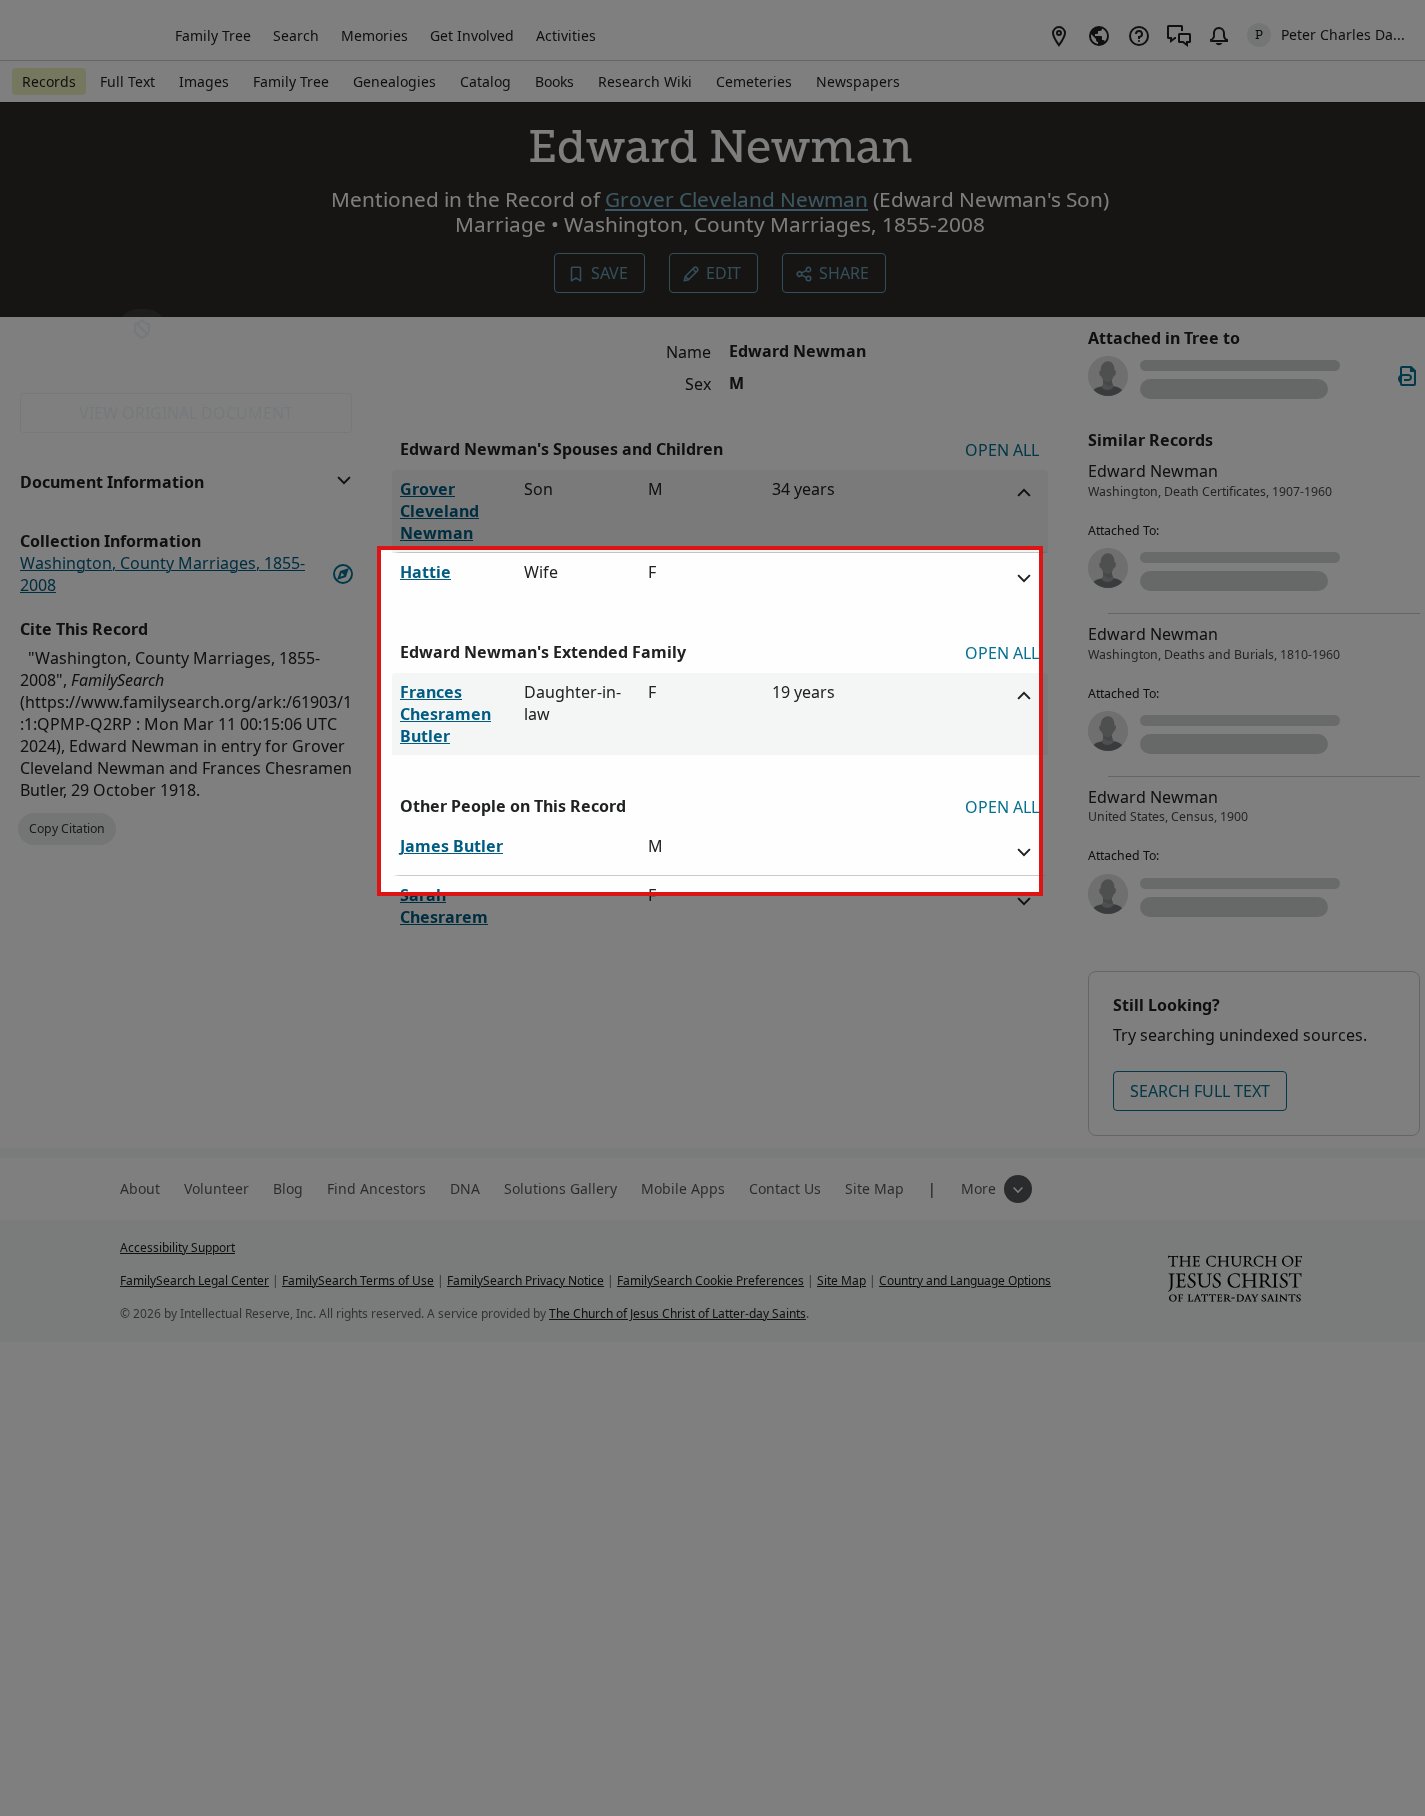 Family Tree Search Memories Get Involved Activities
P Peter Charles Da...
Records Full Text Images Family Tree Genealogies Catalog Books Research Wiki Cemeteries Newspapers
Edward Newman
Mentioned in the Record of Grover Cleveland Newman (Edward Newman's Son)
Marriage • Washington, County Marriages, 1855-2008
SAVE EDIT SHARE
VIEW ORIGINAL DOCUMENT
Document Information
Collection Information
Washington, County Marriages, 1855-
2008
Cite This Record
"Washington, County Marriages, 1855-
2008", FamilySearch
(https://www.familysearch.org/ark:/61903/1
:1:QPMP-Q2RP : Mon Mar 11 00:15:06 UTC
2024), Edward Newman in entry for Grover
Cleveland Newman and Frances Chesramen
Butler, 29 October 1918.
Copy Citation
Name Edward Newman
Sex M
Edward Newman's Spouses and Children OPEN ALL
Grover Son M 34 years
Cleveland
Newman
Hattie Wife F
Edward Newman's Extended Family OPEN ALL
Frances Daughter-in- F 19 years
Chesramen law
Butler
Other People on This Record OPEN ALL
James Butler M
Sarah F
Chesrarem
Attached in Tree to
Similar Records
Edward Newman
Washington, Death Certificates, 1907-1960
Attached To:
Edward Newman
Washington, Deaths and Burials, 1810-1960
Attached To:
Edward Newman
United States, Census, 1900
Attached To:
Still Looking?
Try searching unindexed sources.
SEARCH FULL TEXT
About Volunteer Blog Find Ancestors DNA Solutions Gallery Mobile Apps Contact Us Site Map | More
Accessibility Support
FamilySearch Legal Center | FamilySearch Terms of Use | FamilySearch Privacy Notice | FamilySearch Cookie Preferences | Site Map | Country and Language Options
© 2026 by Intellectual Reserve, Inc. All rights reserved. A service provided by The Church of Jesus Christ of Latter-day Saints.
THE CHURCH OF
JESUS CHRIST
OF LATTER-DAY SAINTS